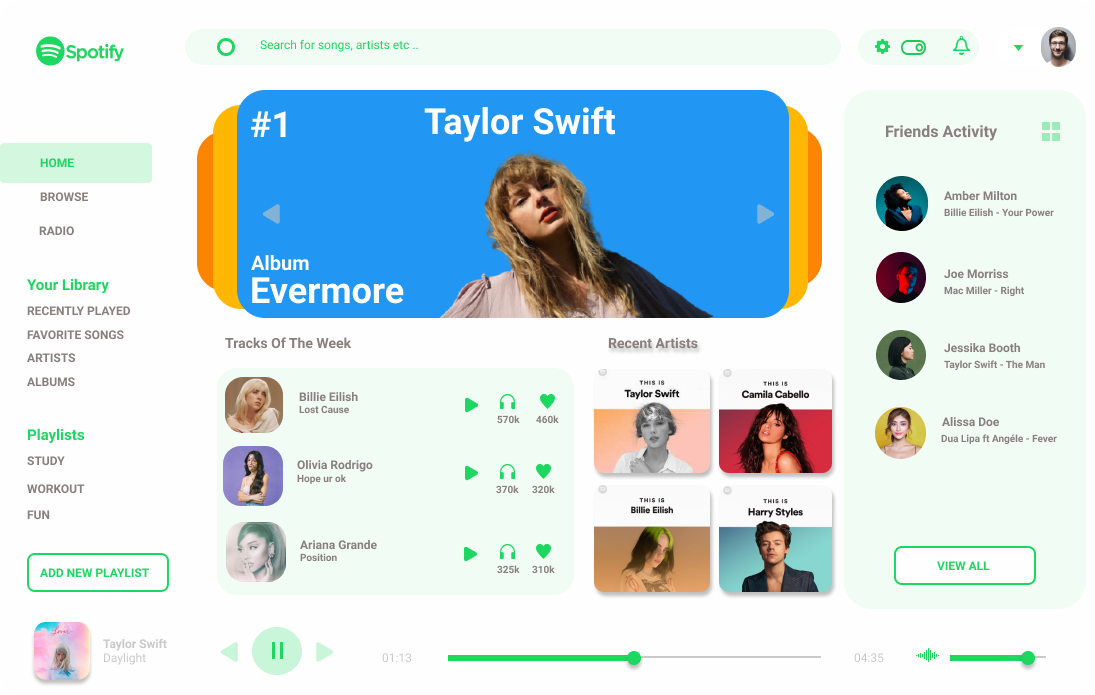 Spotify
Search for songs, artists etc ..
HOME
BROWSE
RADIO
Your Library
RECENTLY PLAYED
FAVORITE SONGS
ARTISTS
ALBUMS
Playlists
STUDY
WORKOUT
FUN
ADD NEW PLAYLIST
#1
Taylor Swift
Album
Evermore
Tracks Of The Week
Billie Eilish
Lost Cause
570k
460k
Olivia Rodrigo
Hope ur ok
370k
320k
Ariana Grande
Position
325k
310k
Recent Artists
THIS IS
Taylor Swift
THIS IS
Camila Cabello
THIS IS
Billie Eilish
THIS IS
Harry Styles
Friends Activity
Amber Milton
Billie Eilish - Your Power
Joe Morriss
Mac Miller - Right
Jessika Booth
Taylor Swift - The Man
Alissa Doe
Dua Lipa ft Angéle - Fever
VIEW ALL
Lover
Taylor Swift
Daylight
01:13
04:35